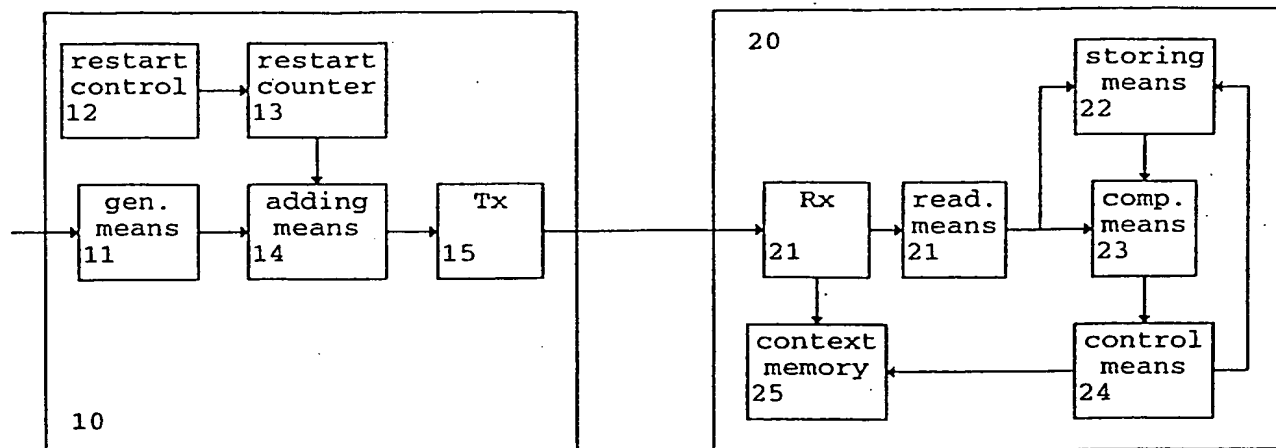 restart
control
12
restart
counter
13
gen.
means
11
adding
means
14
Tx
15
10
20
storing
means
22
Rx
21
read.
means
21
comp.
means
23
context
memory
25
control
means
24